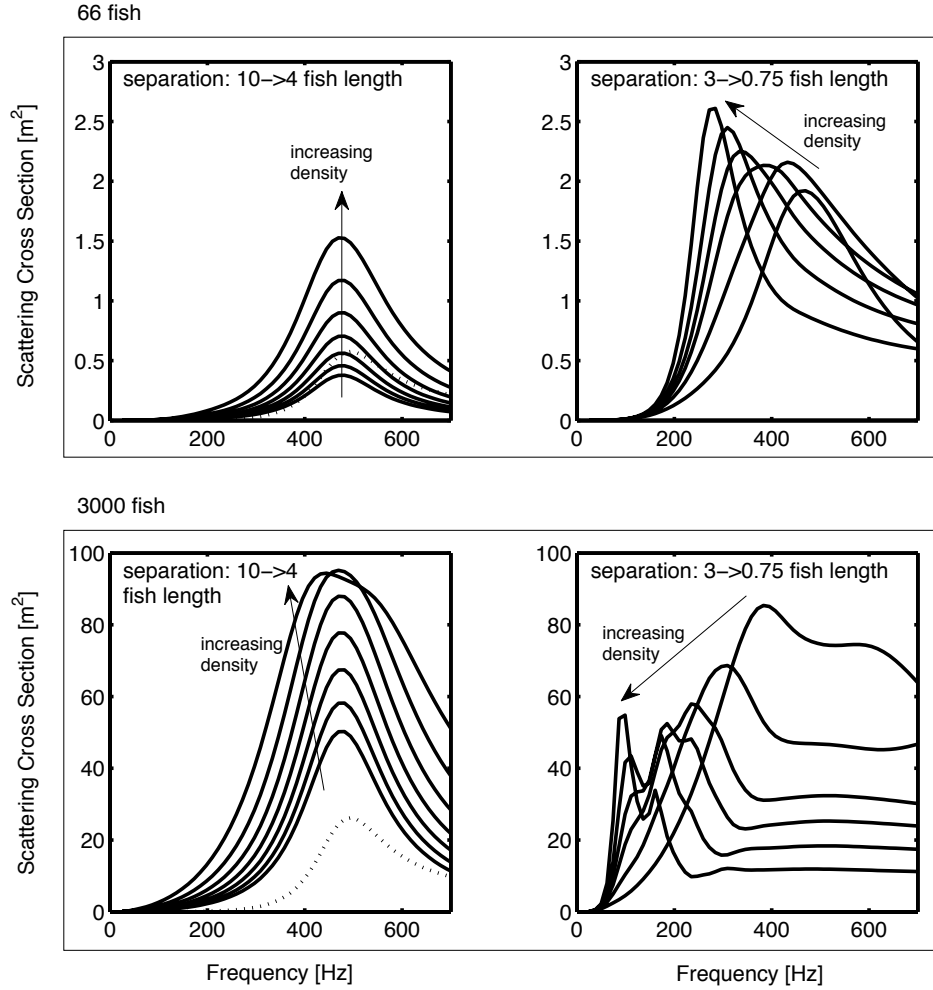 66 fish
Scattering Cross Section [m²]
3
2.5
2
1.5
1
0.5
0
separation: 10->4 fish length
increasing
density
0
200
400
600
3
2.5
2
1.5
1
0.5
0
separation: 3->0.75 fish length
increasing
density
0
200
400
600
3000 fish
Scattering Cross Section [m²]
100
80
60
40
20
0
separation: 10->4
fish length
increasing
density
0
200
400
600
Frequency [Hz]
100
80
60
40
20
0
separation: 3->0.75 fish length
increasing
density
0
200
400
600
Frequency [Hz]